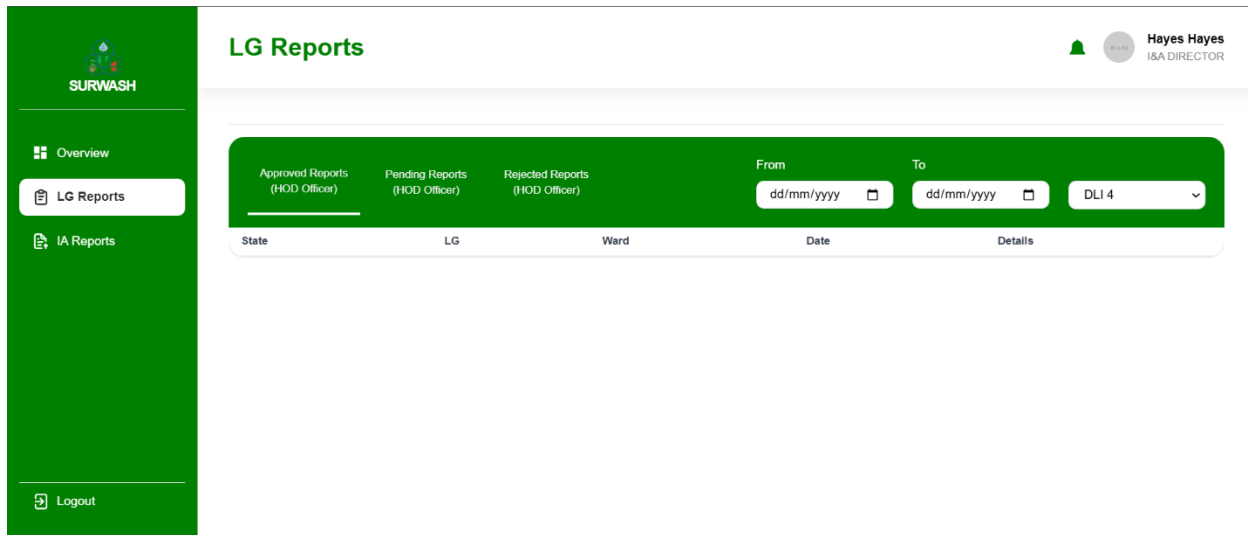 SURWASH
Overview
LG Reports
IA Reports
Logout
LG Reports
Hayes Hayes
I&A DIRECTOR
Approved Reports
(HOD Officer)
Pending Reports
(HOD Officer)
Rejected Reports
(HOD Officer)
From
dd/mm/yyyy
To
dd/mm/yyyy
DLI 4
State LG Ward Date Details